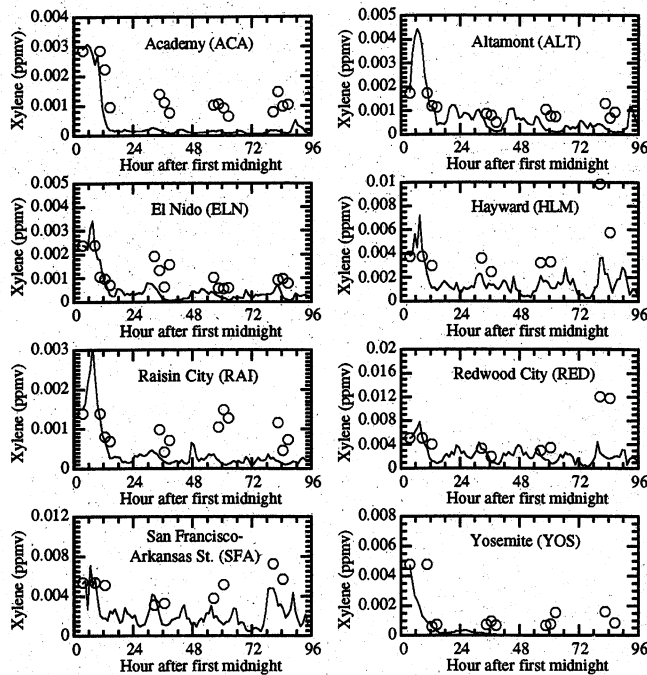 Xylene (ppmv)
0.004
0.003
0.002
0.001
0
Academy (ACA)
0 24 48 72 96
Hour after first midnight
Xylene (ppmv)
0.005
0.004
0.003
0.002
0.001
0
Altamont (ALT)
0 24 48 72 96
Hour after first midnight
Xylene (ppmv)
0.005
0.004
0.003
0.002
0.001
0
El Nido (ELN)
0 24 48 72 96
Hour after first midnight
Xylene (ppmv)
0.01
0.008
0.006
0.004
0.002
0
Hayward (HLM)
0 24 48 72 96
Hour after first midnight
Xylene (ppmv)
0.003
0.002
0.001
0
Raisin City (RAI)
0 24 48 72 96
Hour after first midnight
Xylene (ppmv)
0.02
0.016
0.012
0.008
0.004
0
Redwood City (RED)
0 24 48 72 96
Hour after first midnight
Xylene (ppmv)
0.012
0.008
0.004
0
San Francisco-
Arkansas St. (SFA)
0 24 48 72 96
Hour after first midnight
Xylene (ppmv)
0.008
0.006
0.004
0.002
0
Yosemite (YOS)
0 24 48 72 96
Hour after first midnight